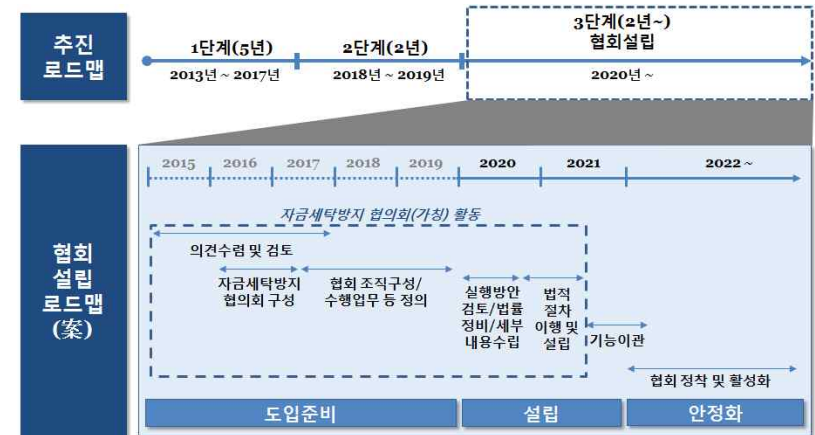 추진
로드맵
1단계(5년)
2013년 ~ 2017년
2단계(2년)
2018년 ~ 2019년
3단계(2년~)
협회설립
2020년 ~
협회
설립
로드맵
(案)
2015 2016 2017 2018 2019 2020 2021 2022 ~
자금세탁방지 협의회(가칭) 활동
의견수렴 및 검토
자금세탁방지
협의회 구성
협회 조직구성/
수행업무 등 정의
실행방안
검토/법률
정비/세부
내용수립
법적
절차
이행 및
설립
기능이관
협회 정착 및 활성화
도입준비
설립
안정화